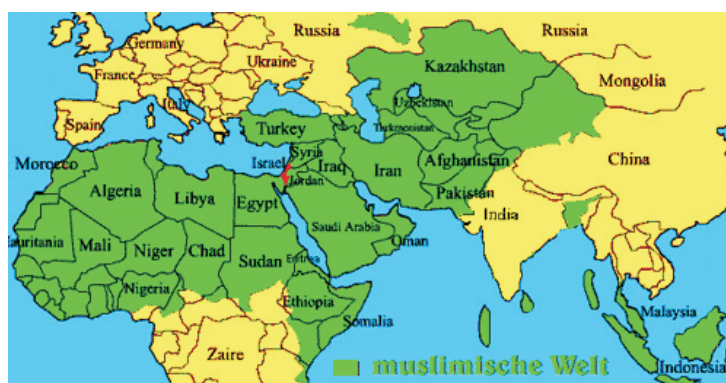 Germany
Russia
Russia
France
Ukraine
Kazakhstan
Mongolia
Italy
Spain
Uzbekistan
Turkey
China
Morocco
Israel
Syria
Iraq
Iran
Afghanistan
Jordan
Algeria
Libya
Egypt
Pakistan
India
Saudi Arabia
Oman
Mauritania
Mali
Niger
Chad
Sudan
Eritrea
Nigeria
Ethiopia
Somalia
Malaysia
Zaire
muslimische Welt
Indonesia